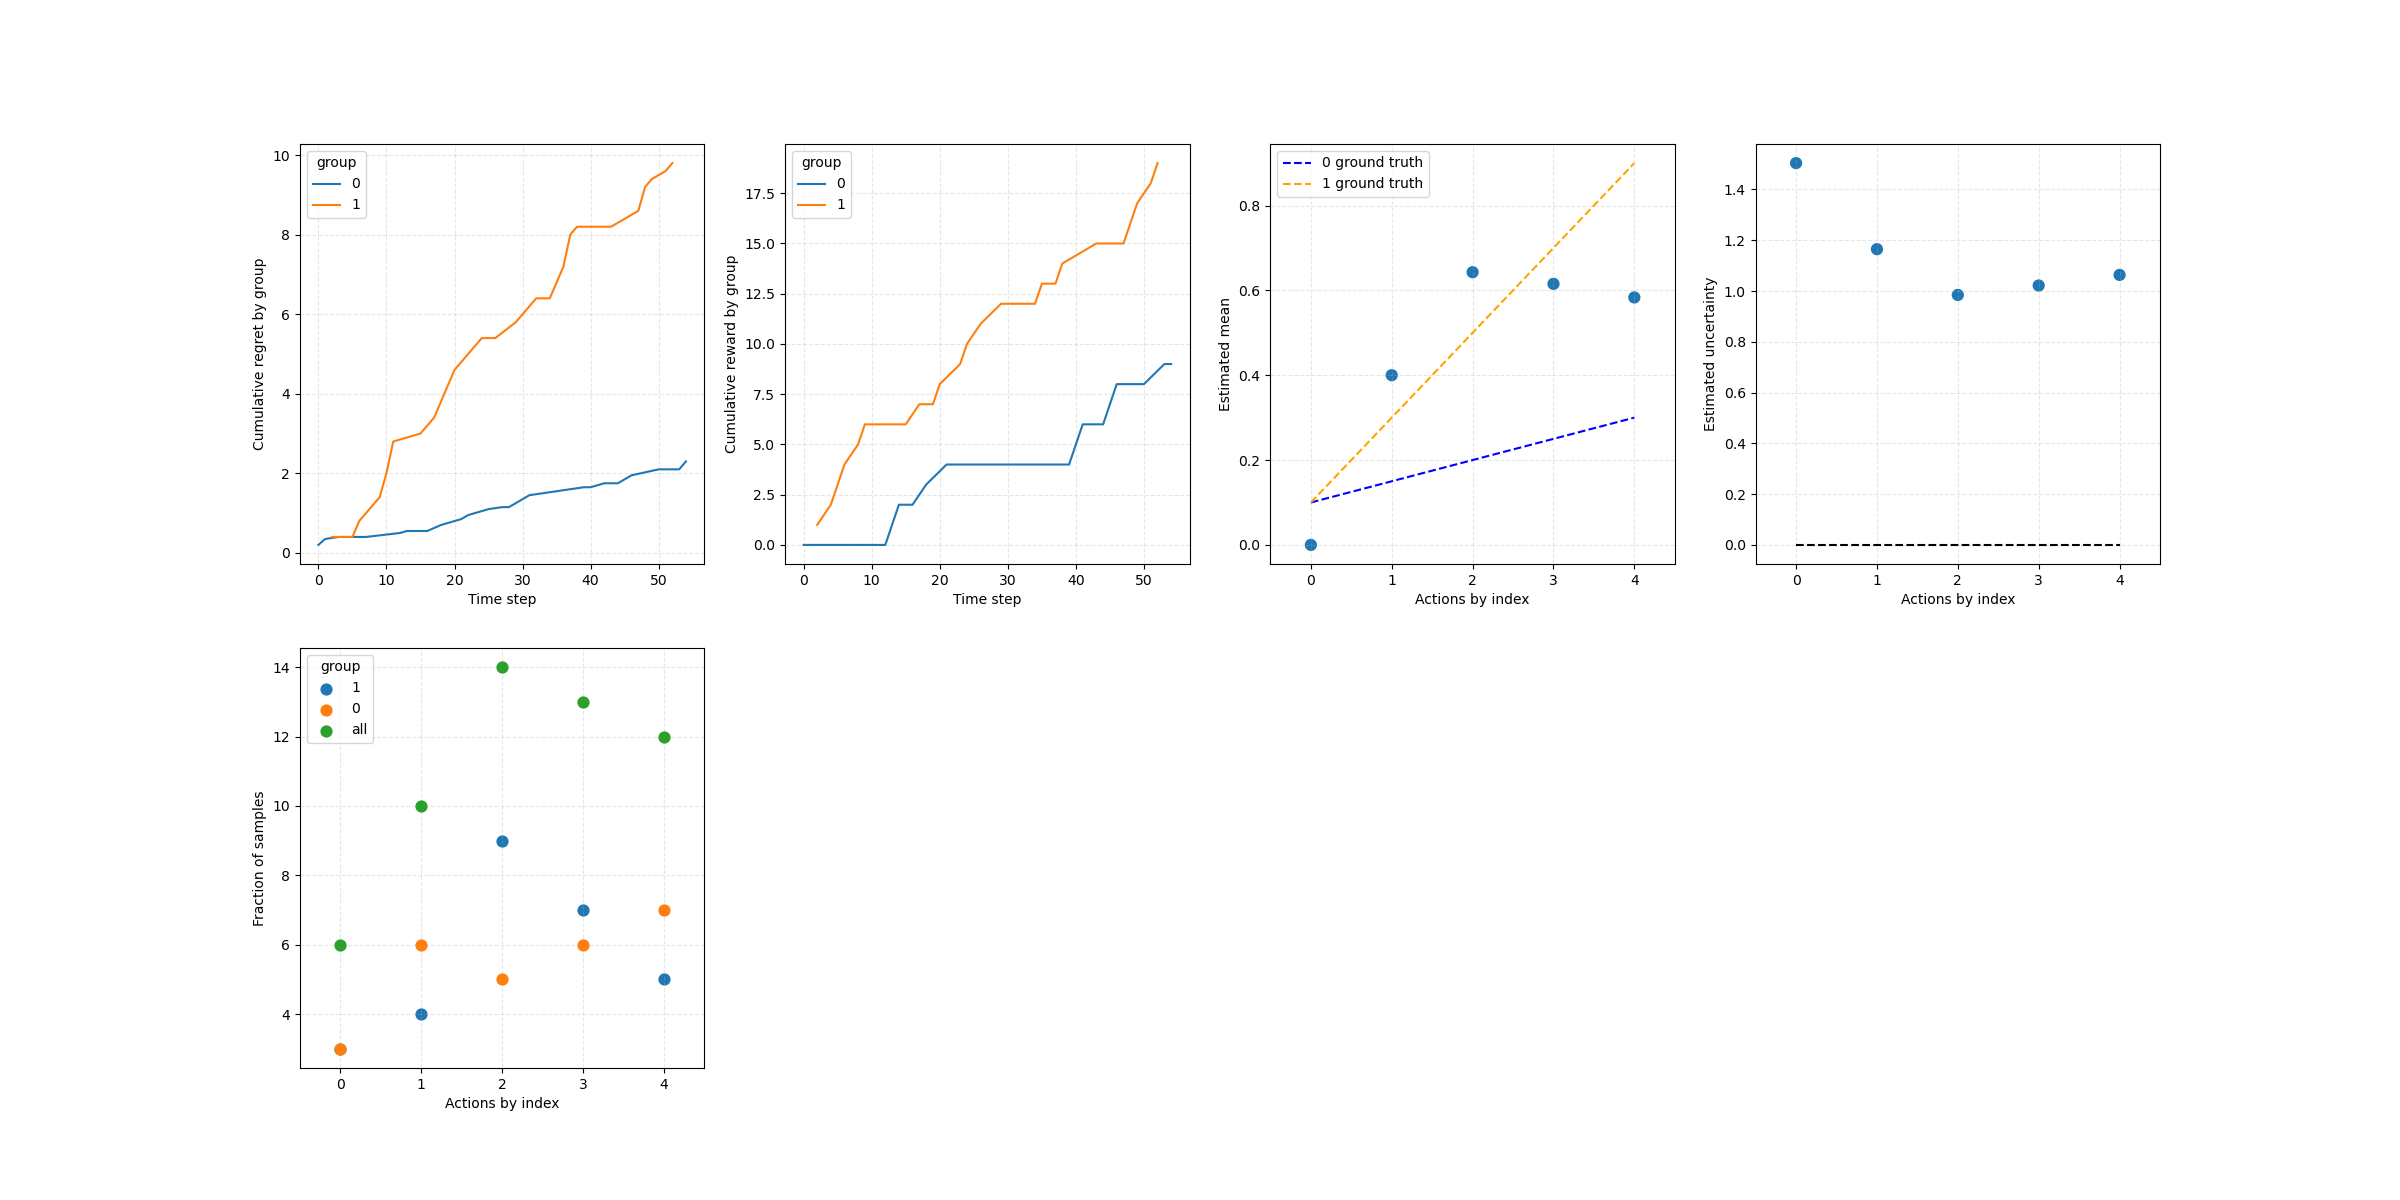 group
0
1
10
8
6
4
2
0
Cumulative regret by group
0 10 20 30 40 50
Time step
group
0
1
17.5
15.0
12.5
10.0
7.5
5.0
2.5
0.0
Cumulative reward by group
0 10 20 30 40 50
Time step
0 ground truth
1 ground truth
0.8
0.6
0.4
0.2
0.0
Estimated mean
0 1 2 3 4
Actions by index
1.4
1.2
1.0
0.8
0.6
0.4
0.2
0.0
Estimated uncertainty
0 1 2 3 4
Actions by index
group
1
0
all
14
12
10
8
6
4
Fraction of samples
0 1 2 3 4
Actions by index